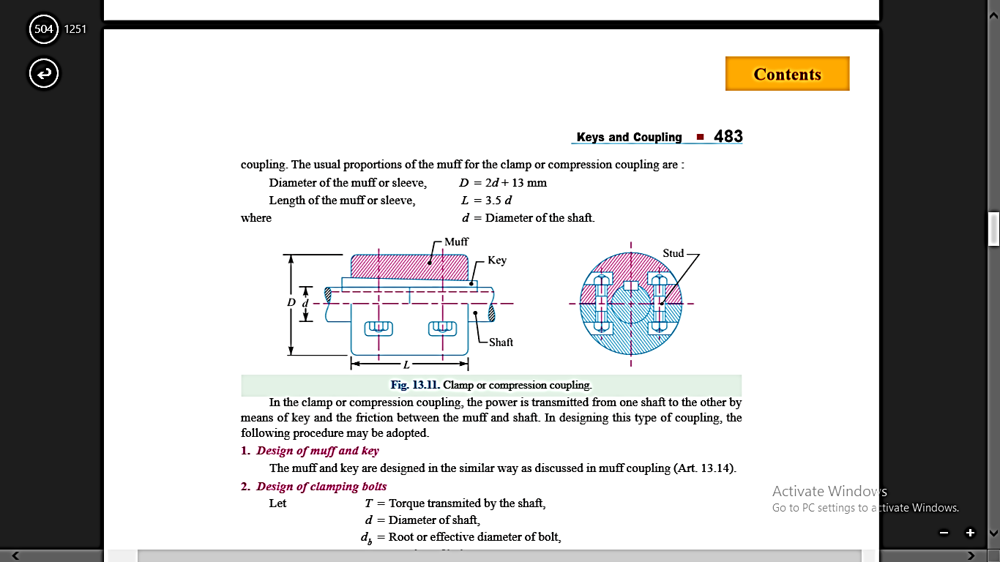 504 1251
Contents
Keys and Coupling ■ 483
coupling. The usual proportions of the muff for the clamp or compression coupling are :
Diameter of the muff or sleeve, D = 2d + 13 mm
Length of the muff or sleeve, L = 3.5 d
where d = Diameter of the shaft.
Muff
Key
Stud
D d
Shaft
L
Fig. 13.11. Clamp or compression coupling.
In the clamp or compression coupling, the power is transmitted from one shaft to the other by
means of key and the friction between the muff and shaft. In designing this type of coupling, the
following procedure may be adopted.
1. Design of muff and key
The muff and key are designed in the similar way as discussed in muff coupling (Art. 13.14).
2. Design of clamping bolts
Let T = Torque transmited by the shaft,
d = Diameter of shaft,
d_b = Root or effective diameter of bolt,
Activate Windows
Go to PC settings to activate Windows.